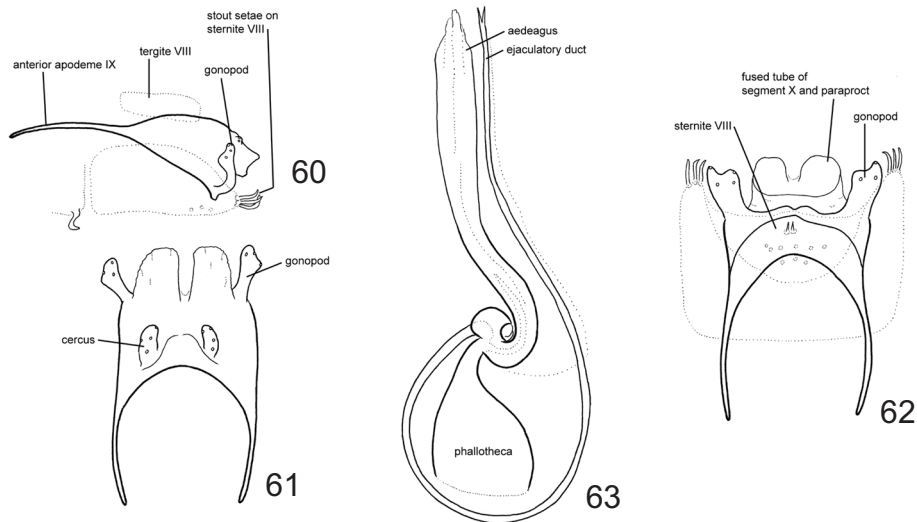 stout setae on
sternite VIII
tergite VIII
anterior apodeme IX
gonopod
60
gonopod
cercus
61
aedeagus
ejaculatory duct
phallotheca
63
fused tube of
segment X and paraproct
sternite VIII
gonopod
62